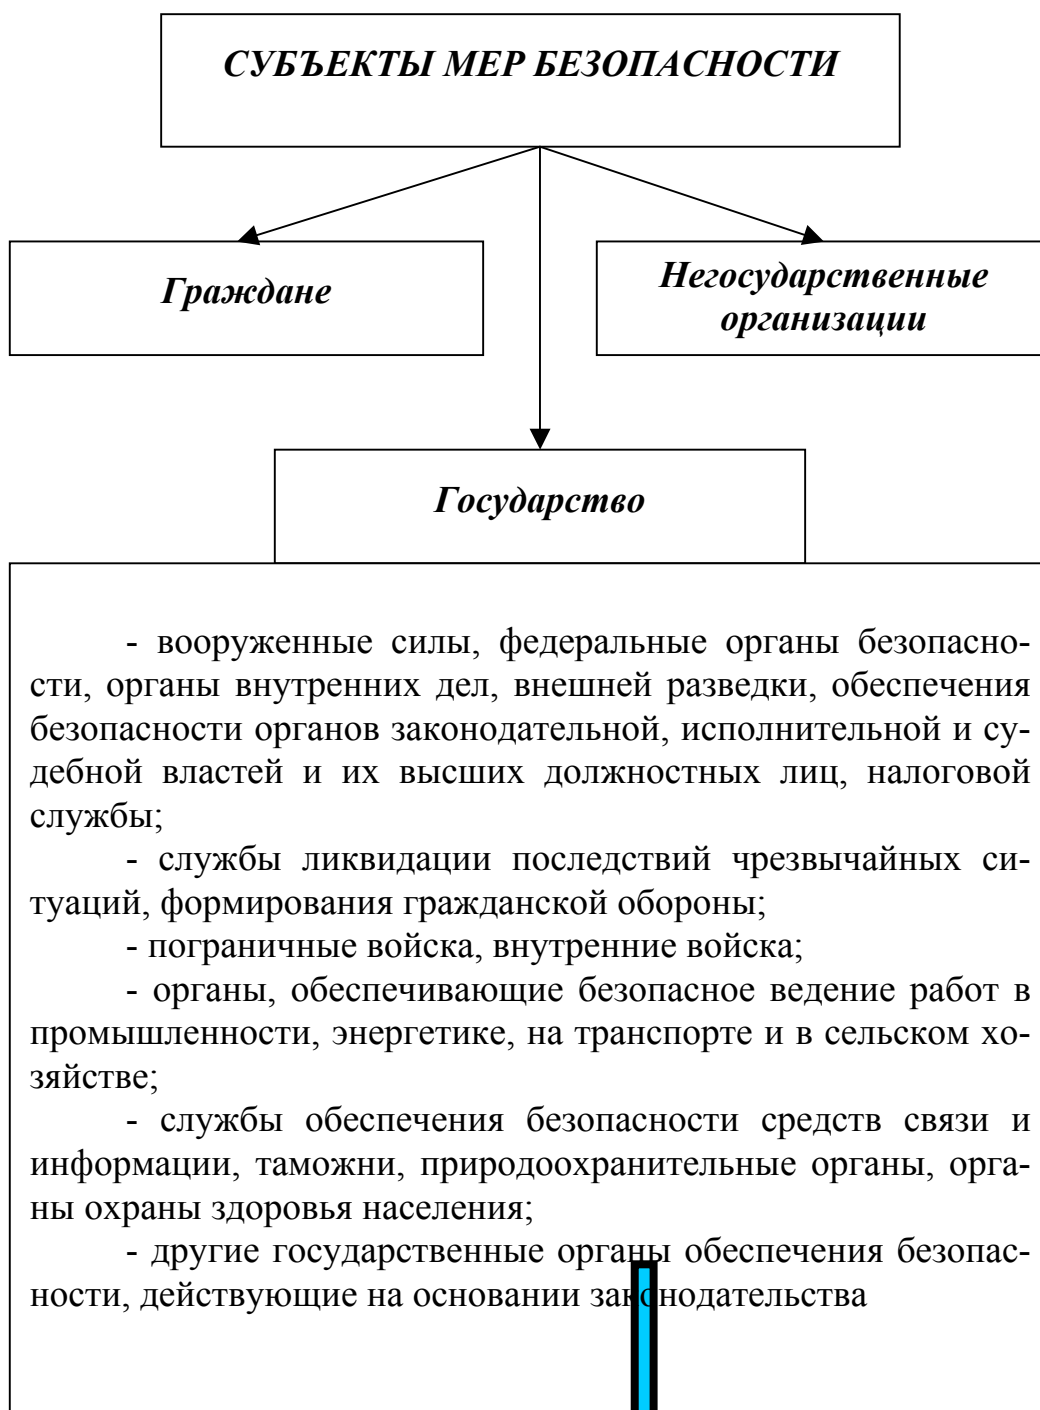 СУБЪЕКТЫ МЕР БЕЗОПАСНОСТИ
Граждане
Негосударственные
организации
Государство
- вооруженные силы, федеральные органы безопасно-
сти, органы внутренних дел, внешней разведки, обеспечения
безопасности органов законодательной, исполнительной и су-
дебной властей и их высших должностных лиц, налоговой
службы;
- службы ликвидации последствий чрезвычайных си-
туаций, формирования гражданской обороны;
- пограничные войска, внутренние войска;
- органы, обеспечивающие безопасное ведение работ в
промышленности, энергетике, на транспорте и в сельском хо-
зяйстве;
- службы обеспечения безопасности средств связи и
информации, таможни, природоохранительные органы, орга-
ны охраны здоровья населения;
- другие государственные органы обеспечения безопас-
ности, действующие на основании законодательства